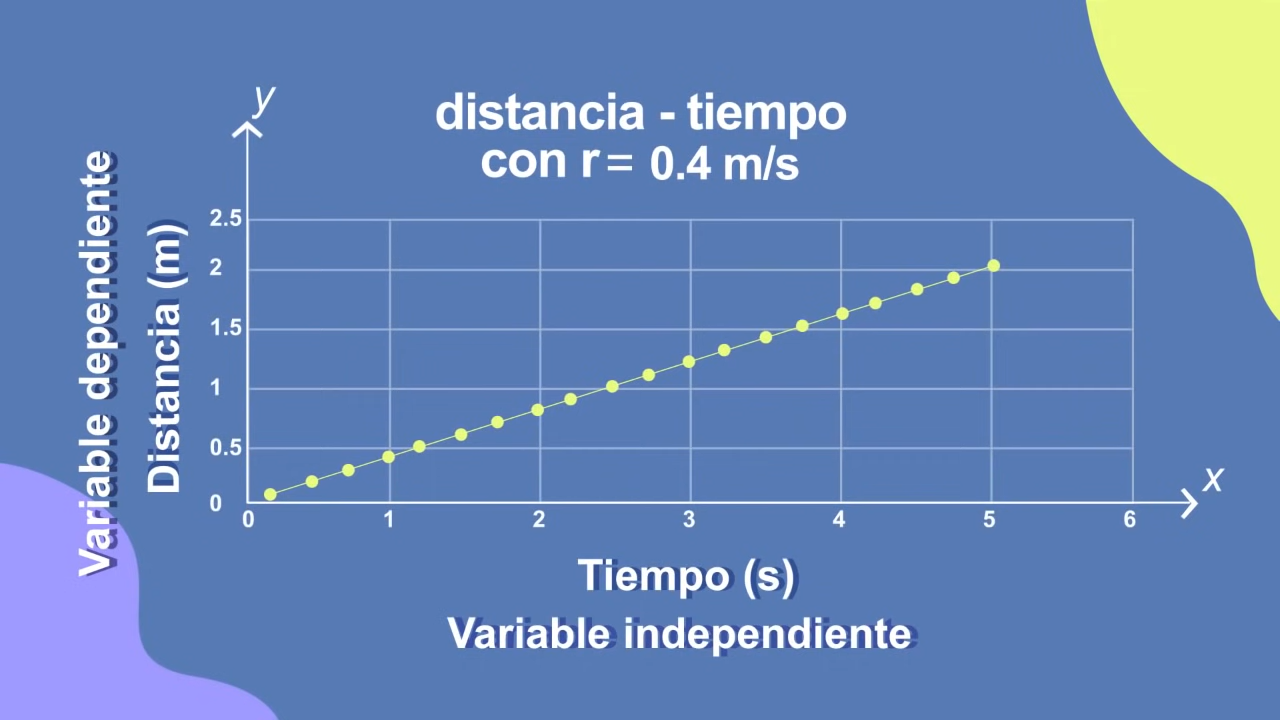 y
distancia - tiempo
con r = 0.4 m/s
Variable dependiente
Distancia (m)
2.5
2
1.5
1
0.5
0
0 1 2 3 4 5 6
x
Tiempo (s)
Variable independiente